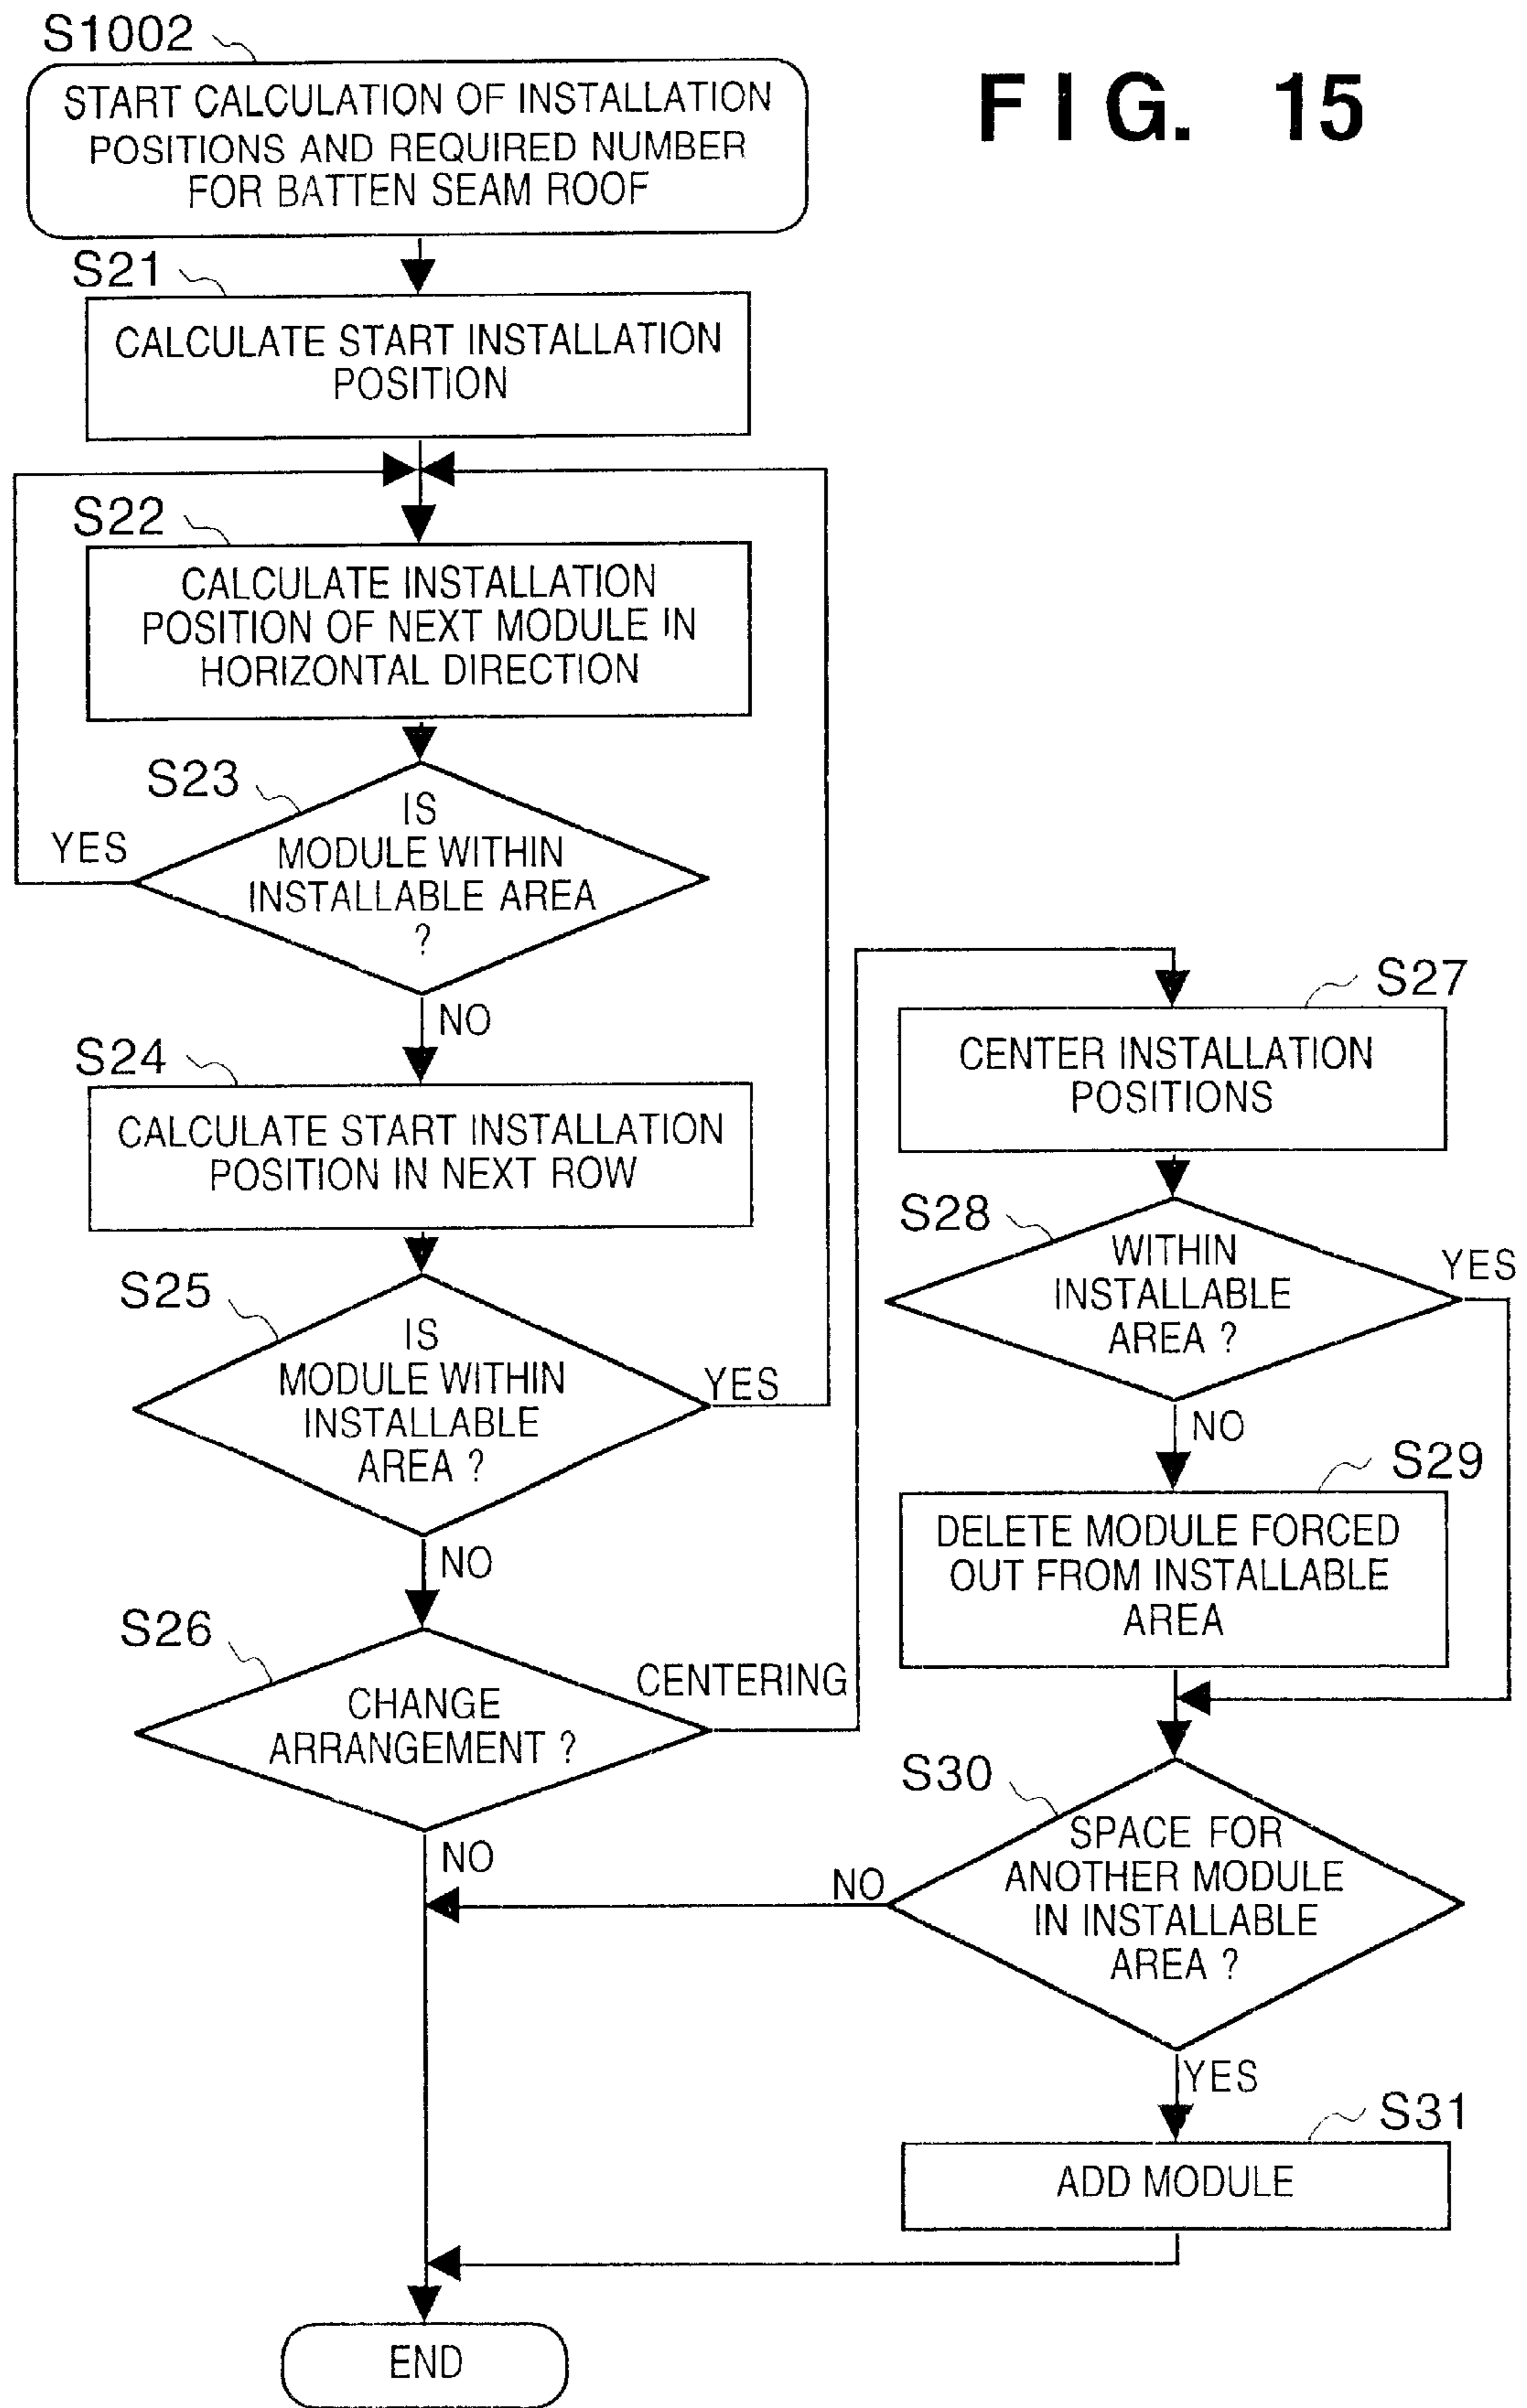 FIG. 15
S1002
START CALCULATION OF INSTALLATION
POSITIONS AND REQUIRED NUMBER
FOR BATTEN SEAM ROOF
S21
CALCULATE START INSTALLATION
POSITION
S22
CALCULATE INSTALLATION
POSITION OF NEXT MODULE IN
HORIZONTAL DIRECTION
S23
IS
MODULE WITHIN
INSTALLABLE AREA
?
YES
NO
S24
CALCULATE START INSTALLATION
POSITION IN NEXT ROW
S25
IS
MODULE WITHIN
INSTALLABLE
AREA ?
YES
NO
S26
CHANGE
ARRANGEMENT ?
CENTERING
NO
S27
CENTER INSTALLATION
POSITIONS
S28
WITHIN
INSTALLABLE
AREA ?
YES
NO
S29
DELETE MODULE FORCED
OUT FROM INSTALLABLE
AREA
S30
SPACE FOR
ANOTHER MODULE
IN INSTALLABLE
AREA ?
NO
YES
S31
ADD MODULE
END